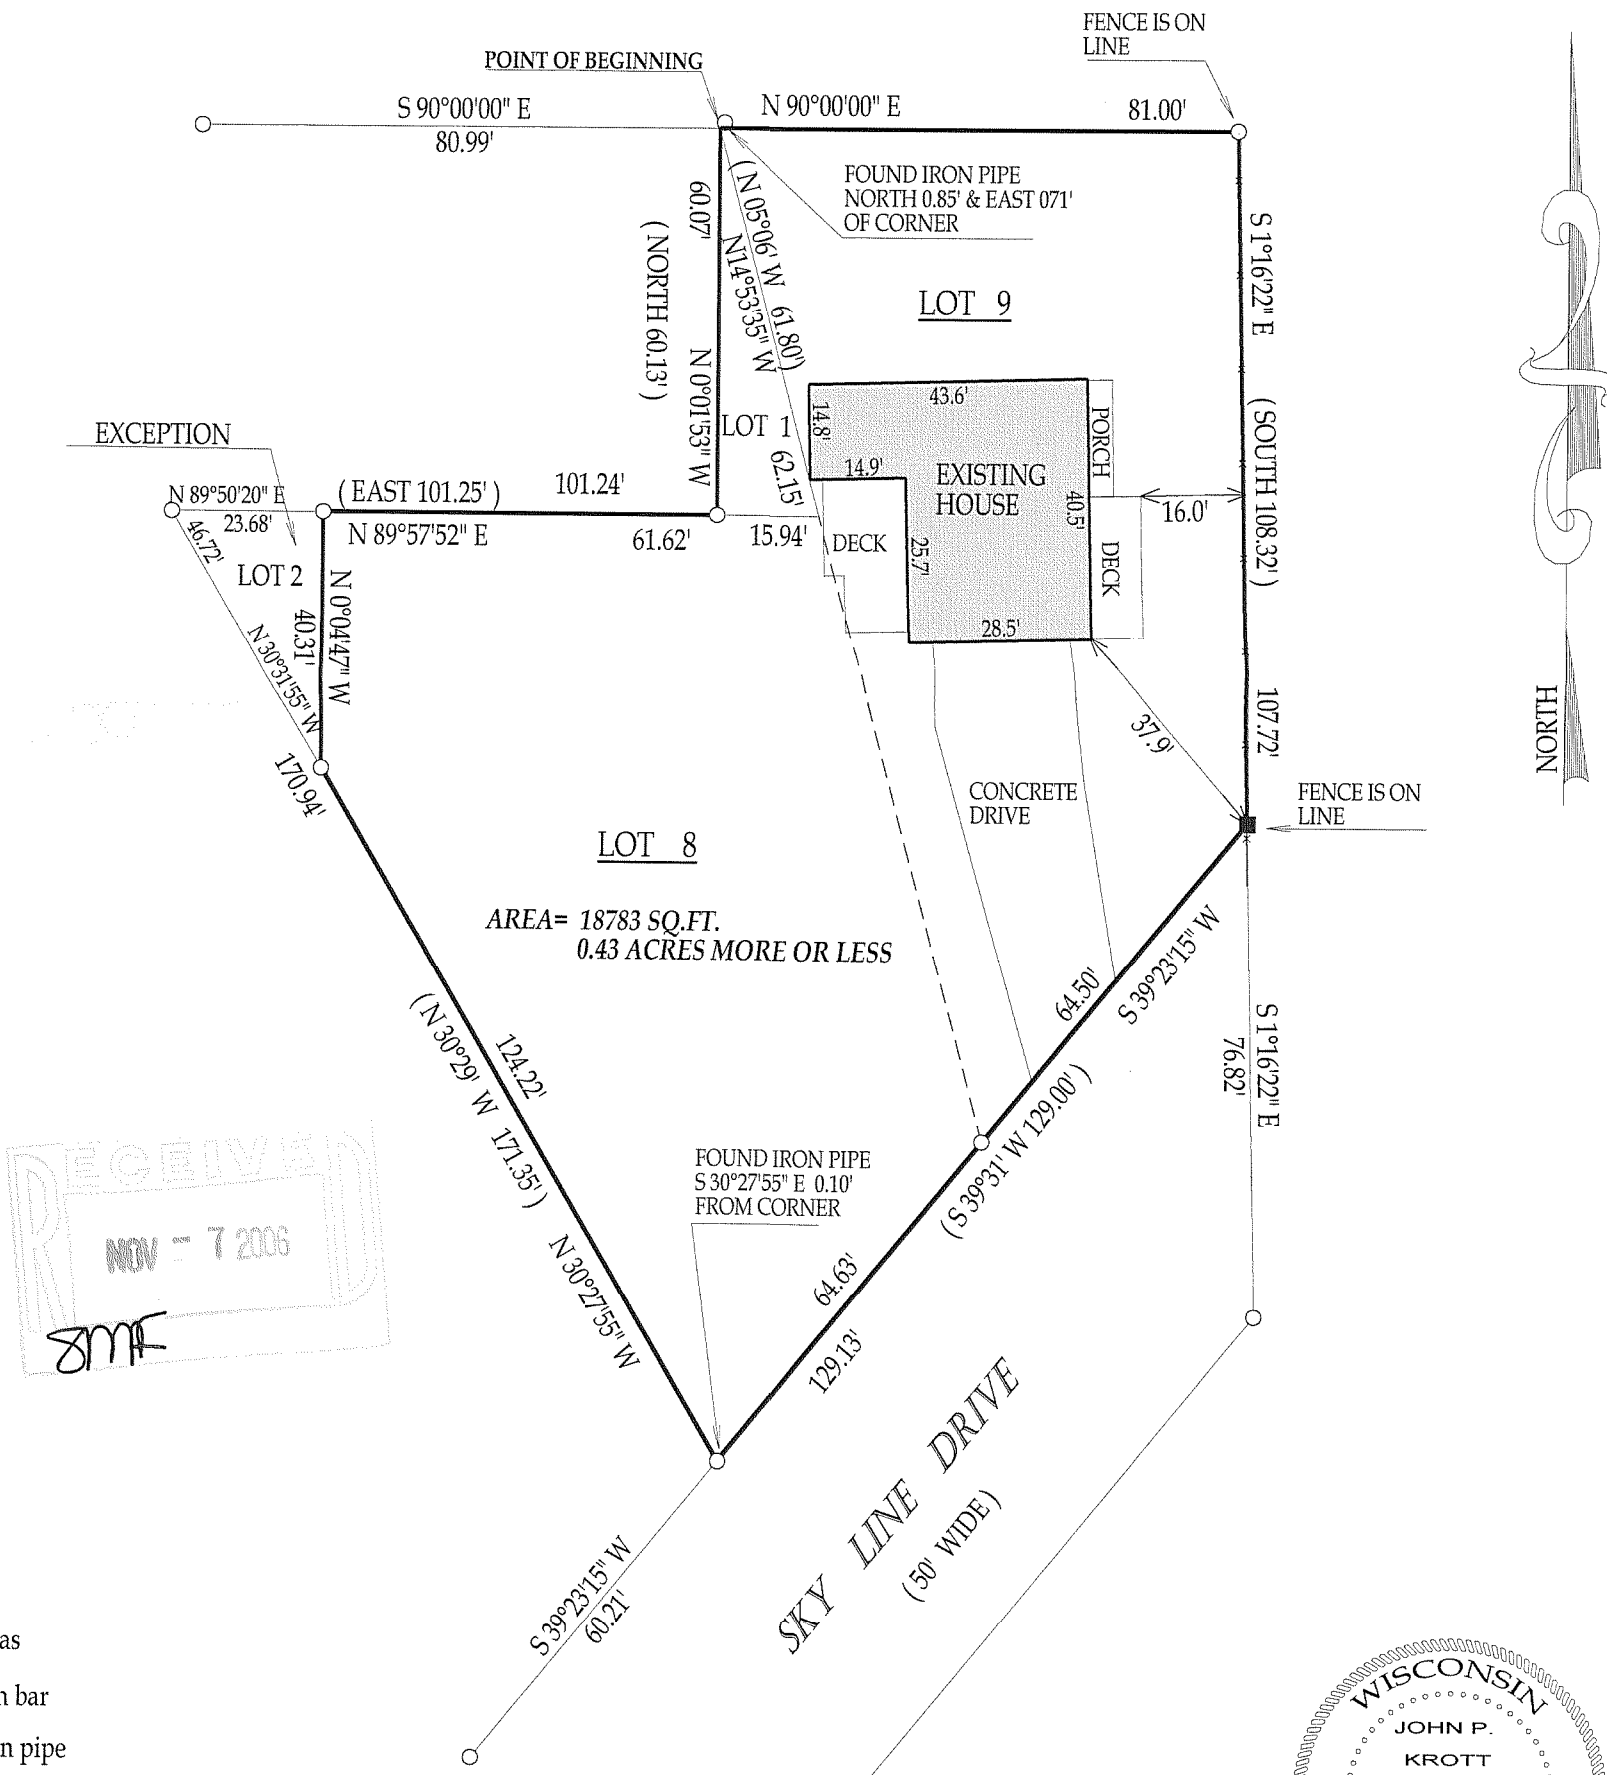 FENCE IS ON
LINE
POINT OF BEGINNING
S 90°00'00" E
80.99'
N 90°00'00" E
81.00'
FOUND IRON PIPE
NORTH 0.85' & EAST 071'
OF CORNER
60.07'
( NORTH 60.13' )
N 0°01'53" W
( N 05°06' W 61.80')
N14°53'35" W
62.15'
LOT 9
S 1°16'22" E
( SOUTH 108.32' )
107.72'
LOT 1
43.6'
14.8'
14.9'
EXISTING
HOUSE
PORCH
40.5'
16.0'
DECK
25.7'
DECK
28.5'
EXCEPTION
N 89°50'20" E
23.68'
( EAST 101.25' )
101.24'
N 89°57'52" E
61.62'
15.94'
46.72'
LOT 2
N 0°04'47" W
40.31'
N 30°31'55" W
170.94'
37.9'
CONCRETE
DRIVE
FENCE IS ON
LINE
NORTH
LOT 8
AREA= 18783 SQ.FT.
0.43 ACRES MORE OR LESS
64.50'
S 39°23'15" W
( S 39°31' W 129.00' )
S 1°16'22" E
76.82'
124.22'
( N 30°29' W 171.35' )
N 30°27'55" W
FOUND IRON PIPE
S 30°27'55" E 0.10'
FROM CORNER
64.63'
129.13'
RECEIVED
NOV - 7 2006
SMF
SKY LINE DRIVE
( 50' WIDE )
S 39°23'15" W
60.21'
as
bar
n pipe
WISCONSIN
JOHN P.
KROTT